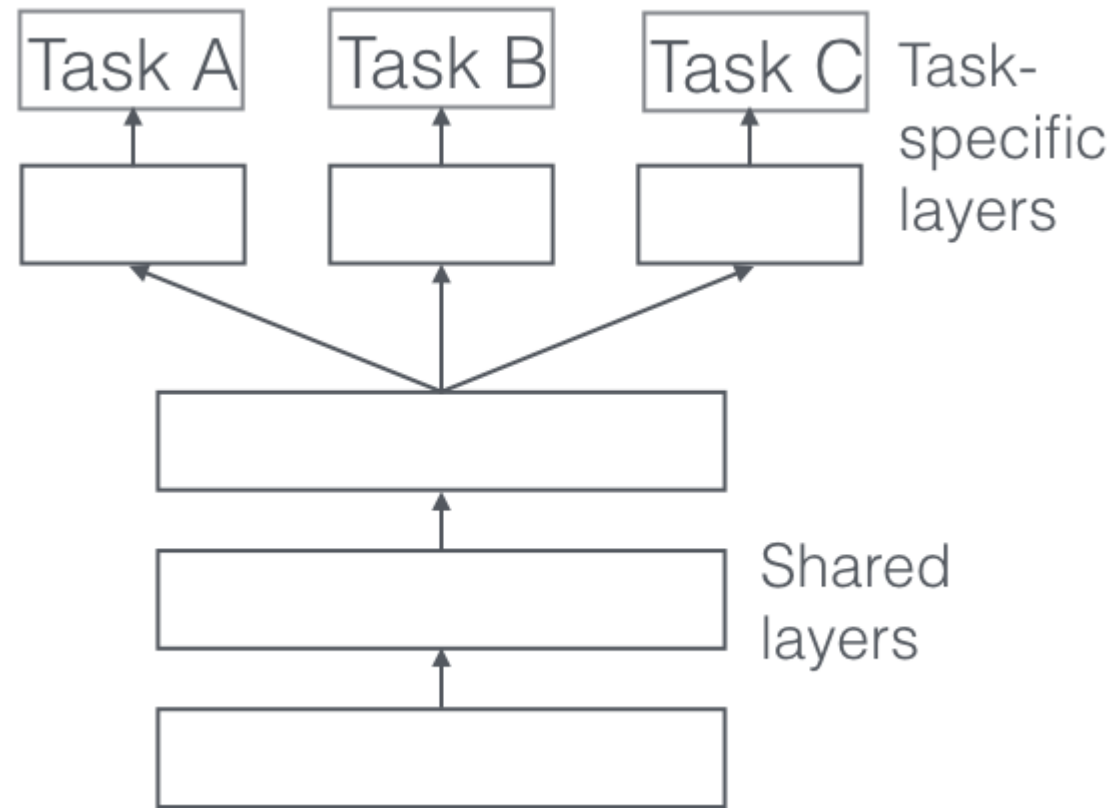 Task A
Task B
Task C
Task-
specific
layers
Shared
layers